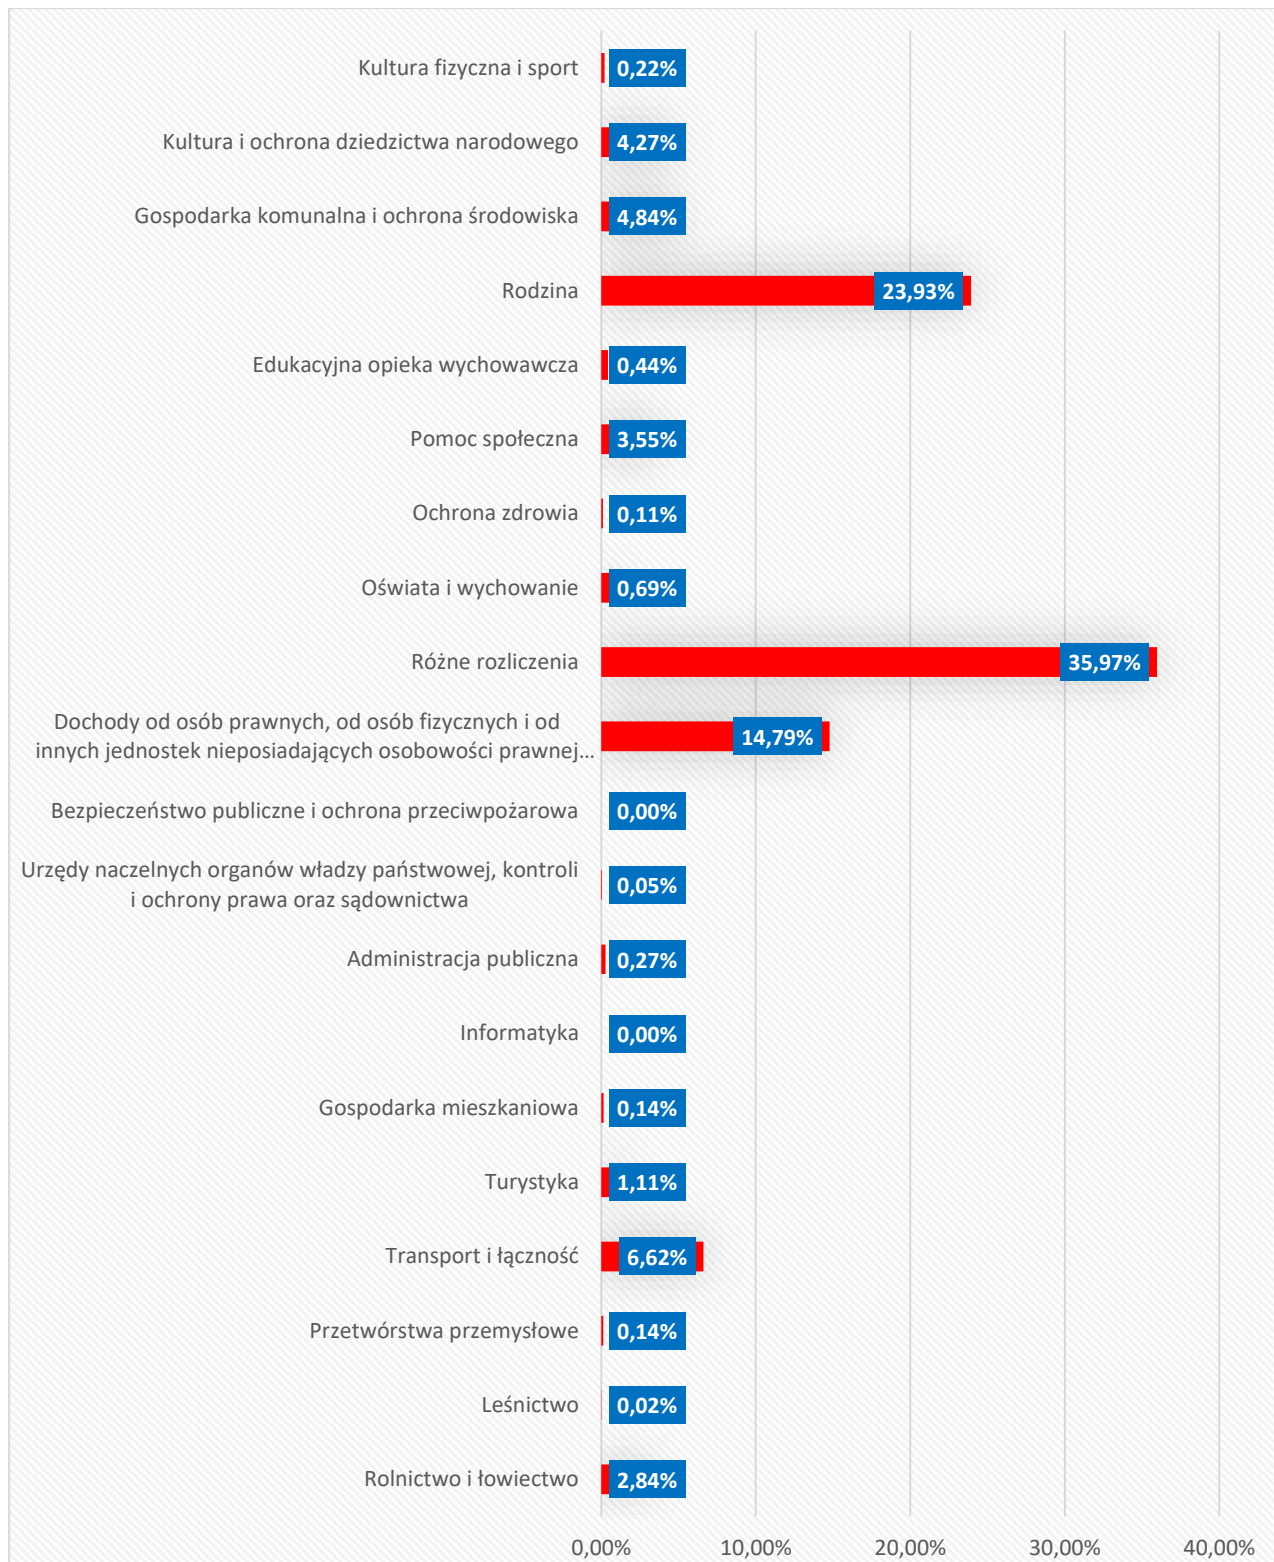 Kultura fizyczna i sport 0,22%
Kultura i ochrona dziedzictwa narodowego 4,27%
Gospodarka komunalna i ochrona środowiska 4,84%
Rodzina 23,93%
Edukacyjna opieka wychowawcza 0,44%
Pomoc społeczna 3,55%
Ochrona zdrowia 0,11%
Oświata i wychowanie 0,69%
Różne rozliczenia 35,97%
Dochody od osób prawnych, od osób fizycznych i od
innych jednostek nieposiadających osobowości prawnej... 14,79%
Bezpieczeństwo publiczne i ochrona przeciwpożarowa 0,00%
Urzędy naczelnych organów władzy państwowej, kontroli
i ochrony prawa oraz sądownictwa 0,05%
Administracja publiczna 0,27%
Informatyka 0,00%
Gospodarka mieszkaniowa 0,14%
Turystyka 1,11%
Transport i łączność 6,62%
Przetwórstwa przemysłowe 0,14%
Leśnictwo 0,02%
Rolnictwo i łowiectwo 2,84%
0,00% 10,00% 20,00% 30,00% 40,00%